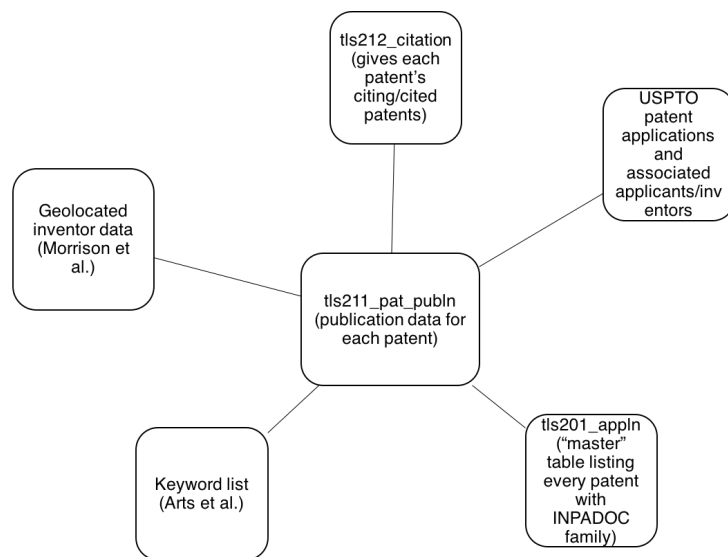 tls212_citation
(gives each
patent's
citing/cited
patents)
USPTO
patent
applications
and
associated
applicants/inv
entors
Geolocated
inventor data
(Morrison et
al.)
tls211_pat_publn
(publication data for
each patent)
Keyword list
(Arts et al.)
tls201_appln
(“master”
table listing
every patent
with
INPADOC
family)